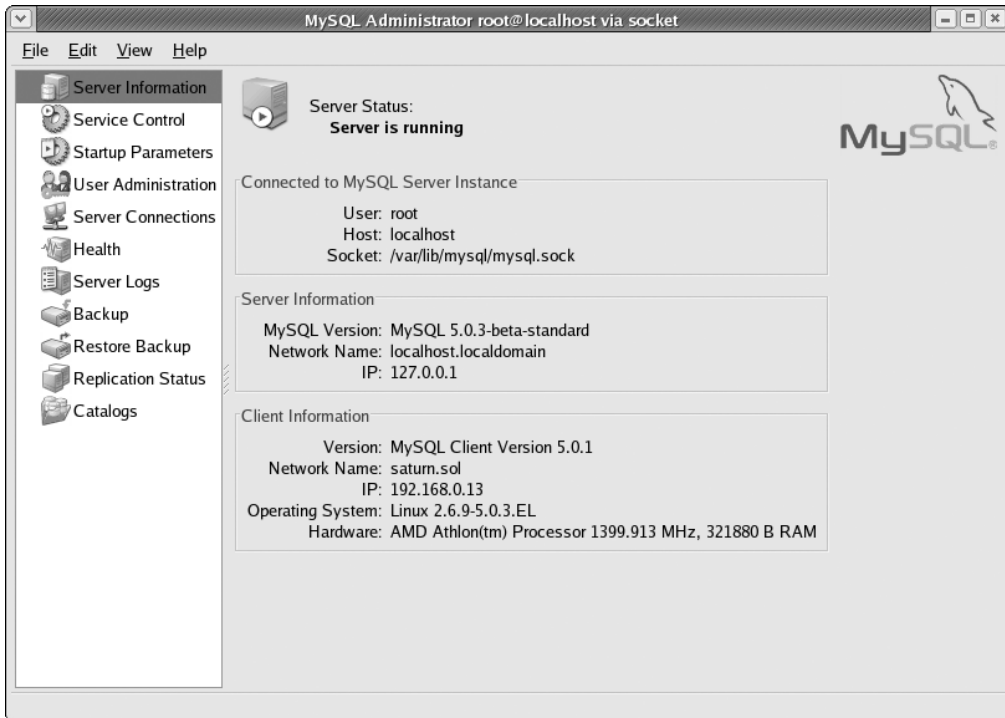 MySQL Administrator root@localhost via socket
File Edit View Help
Server Information
Service Control
Startup Parameters
User Administration
Server Connections
Health
Server Logs
Backup
Restore Backup
Replication Status
Catalogs
Server Status:
Server is running
MySQL®
Connected to MySQL Server Instance
User: root
Host: localhost
Socket: /var/lib/mysql/mysql.sock
Server Information
MySQL Version: MySQL 5.0.3-beta-standard
Network Name: localhost.localdomain
IP: 127.0.0.1
Client Information
Version: MySQL Client Version 5.0.1
Network Name: saturn.sol
IP: 192.168.0.13
Operating System: Linux 2.6.9-5.0.3.EL
Hardware: AMD Athlon(tm) Processor 1399.913 MHz, 321880 B RAM